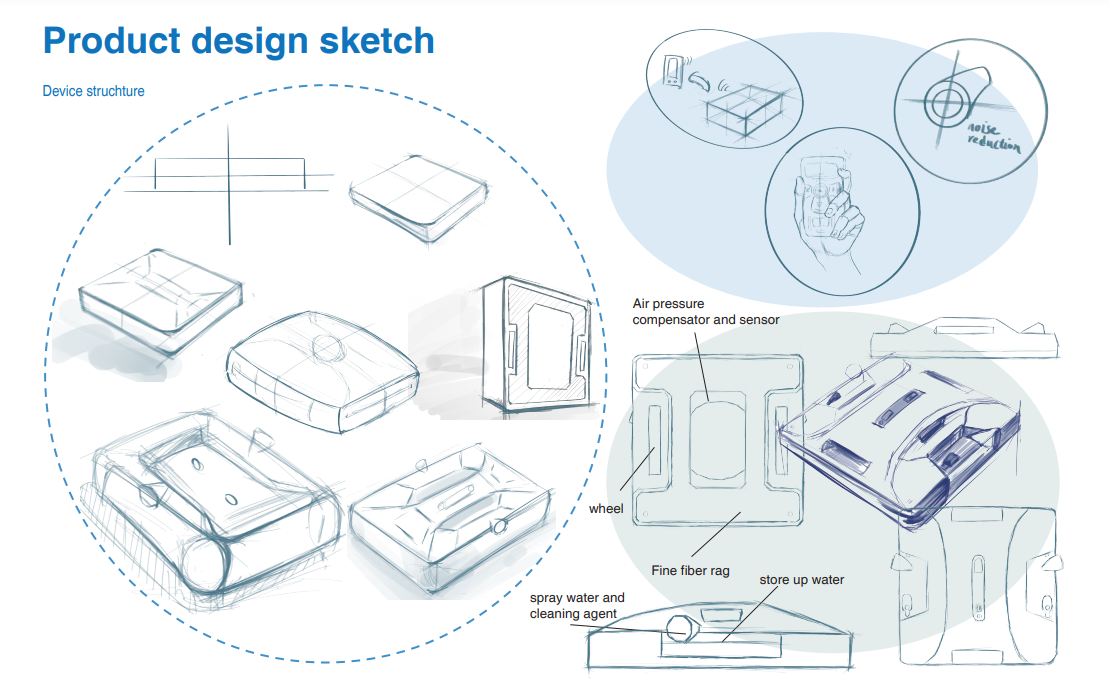 Product design sketch
Device struchture
noise
reduction
Air pressure
compensator and sensor
wheel
Fine fiber rag
store up water
spray water and
cleaning agent